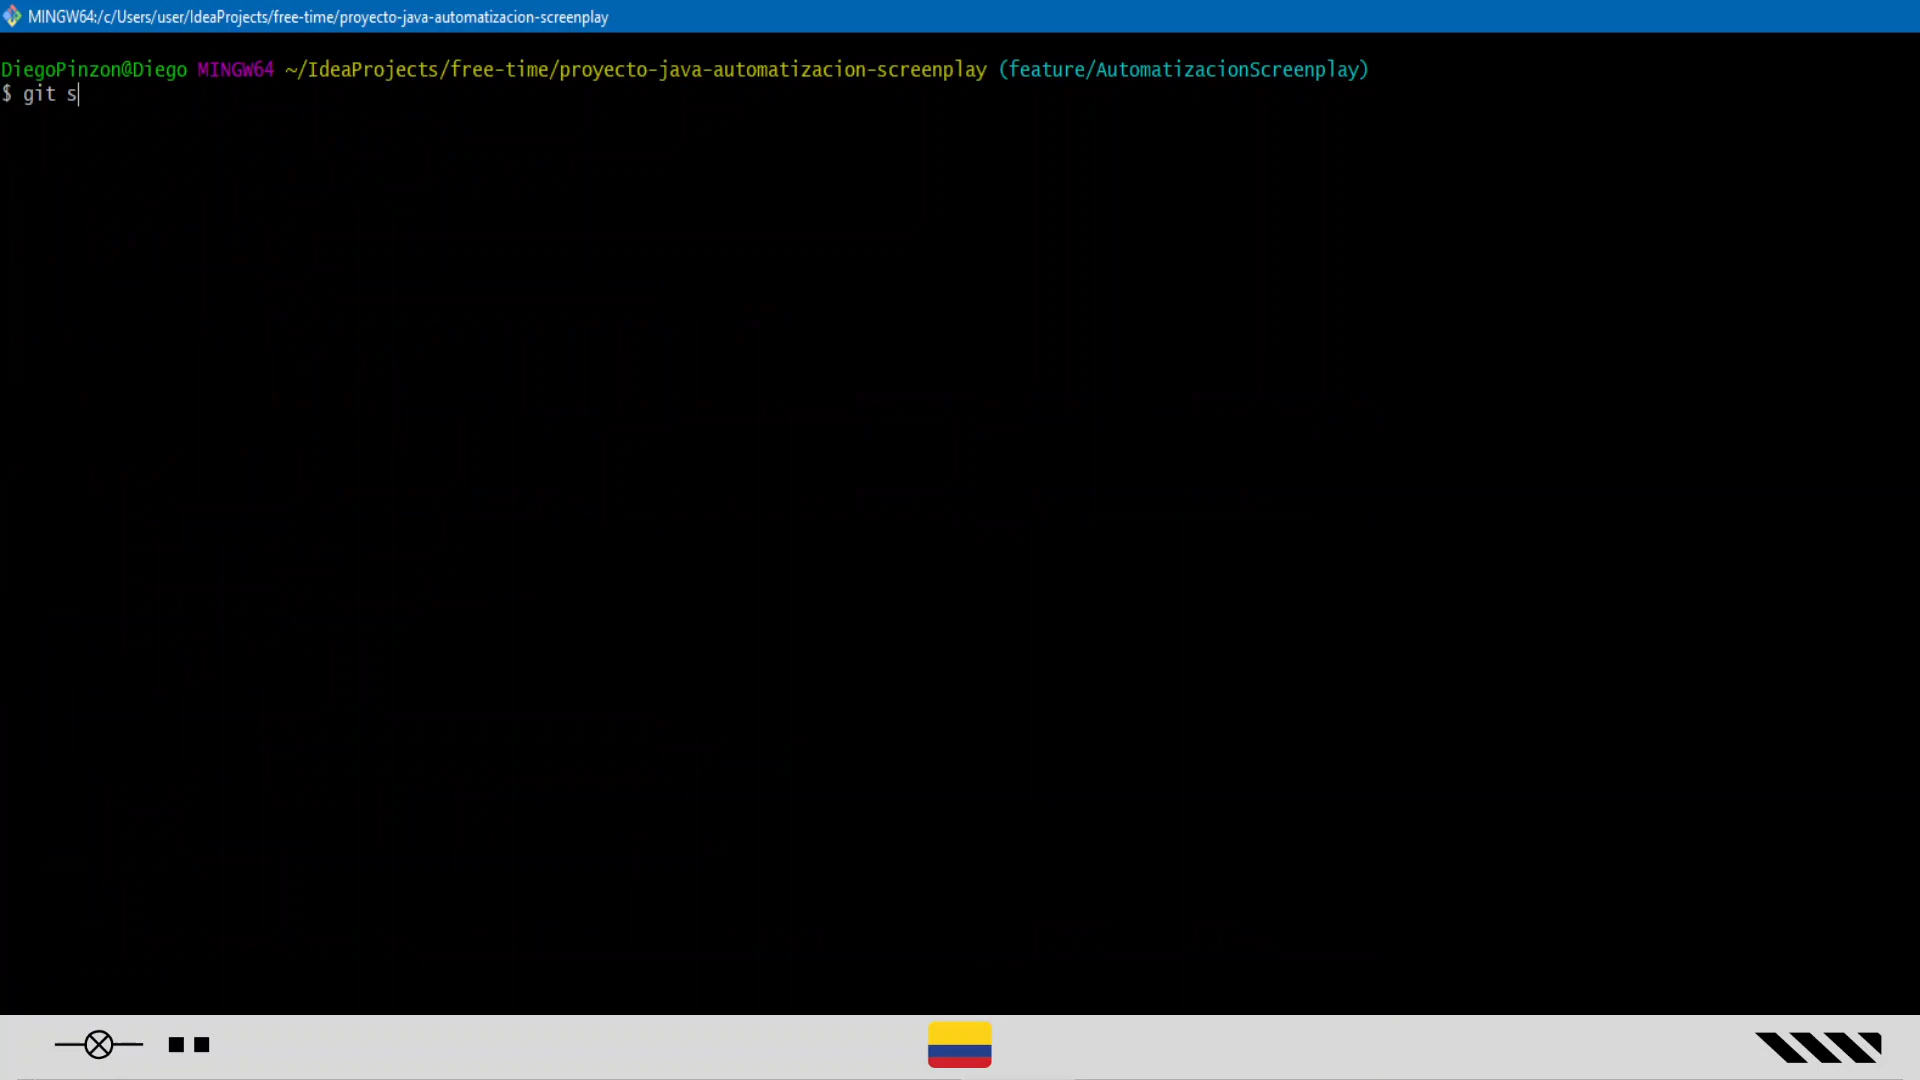 MINGW64:/c/Users/user/IdeaProjects/free-time/proyecto-java-automatizacion-screenplay
DiegoPinzon@Diego MINGW64 ~/IdeaProjects/free-time/proyecto-java-automatizacion-screenplay (feature/AutomatizacionScreenplay)
$ git s